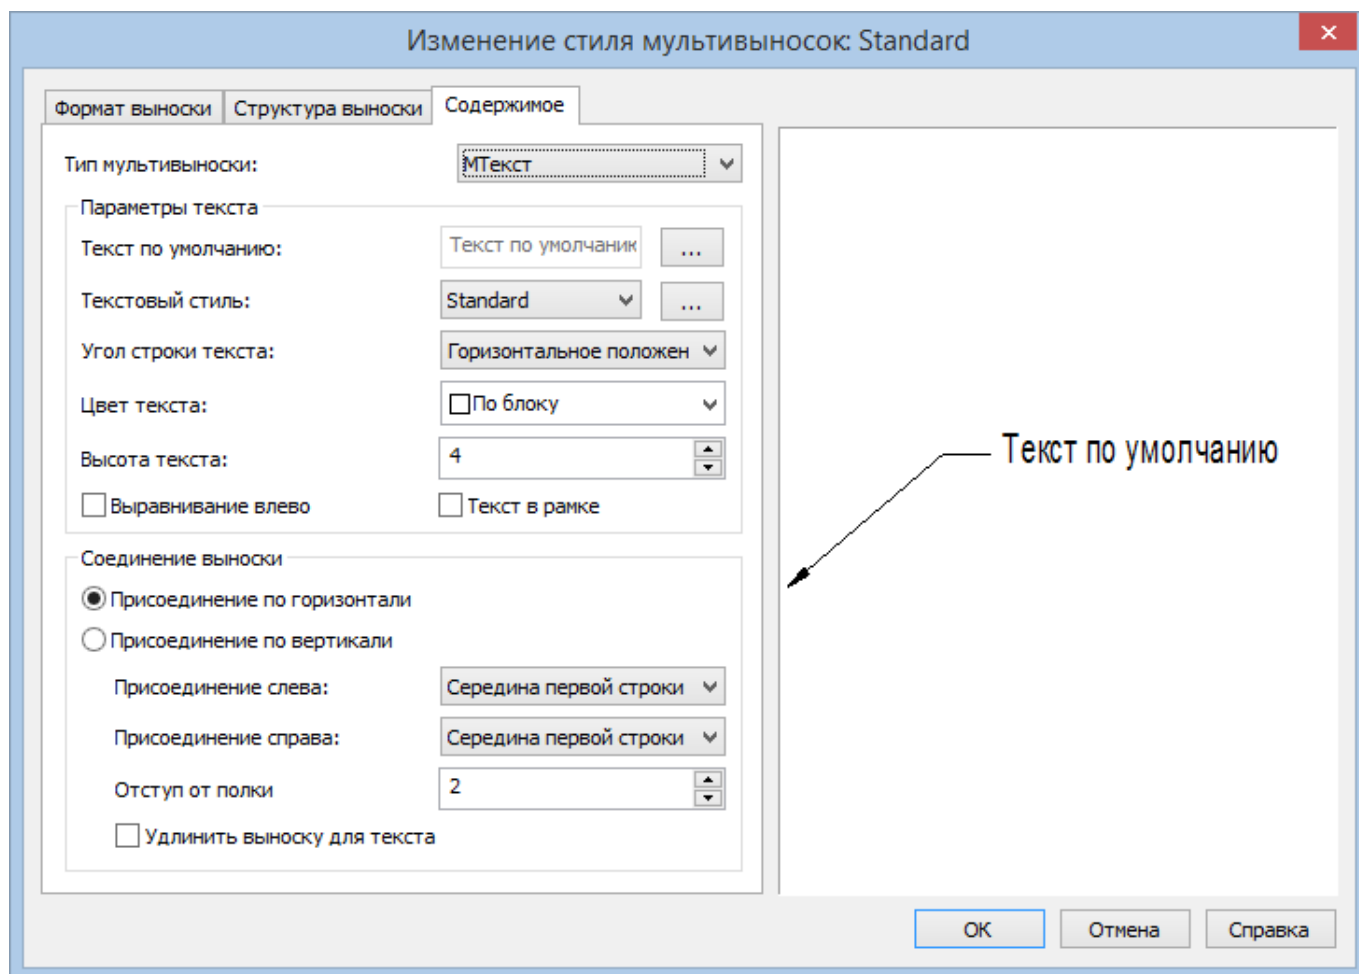 Изменение стиля мультивыносок: Standard
Формат выноски Структура выноски Содержимое
Тип мультивыноски: МТекст
Параметры текста
Текст по умолчанию: Текст по умолчаник ...
Текстовый стиль: Standard ...
Угол строки текста: Горизонтальное положен
Цвет текста: По блоку
Высота текста: 4
Выравнивание влево Текст в рамке
Соединение выноски
Присоединение по горизонтали
Присоединение по вертикали
Присоединение слева: Середина первой строки
Присоединение справа: Середина первой строки
Отступ от полки 2
Удлинить выноску для текста
Текст по умолчанию
ОК Отмена Справка